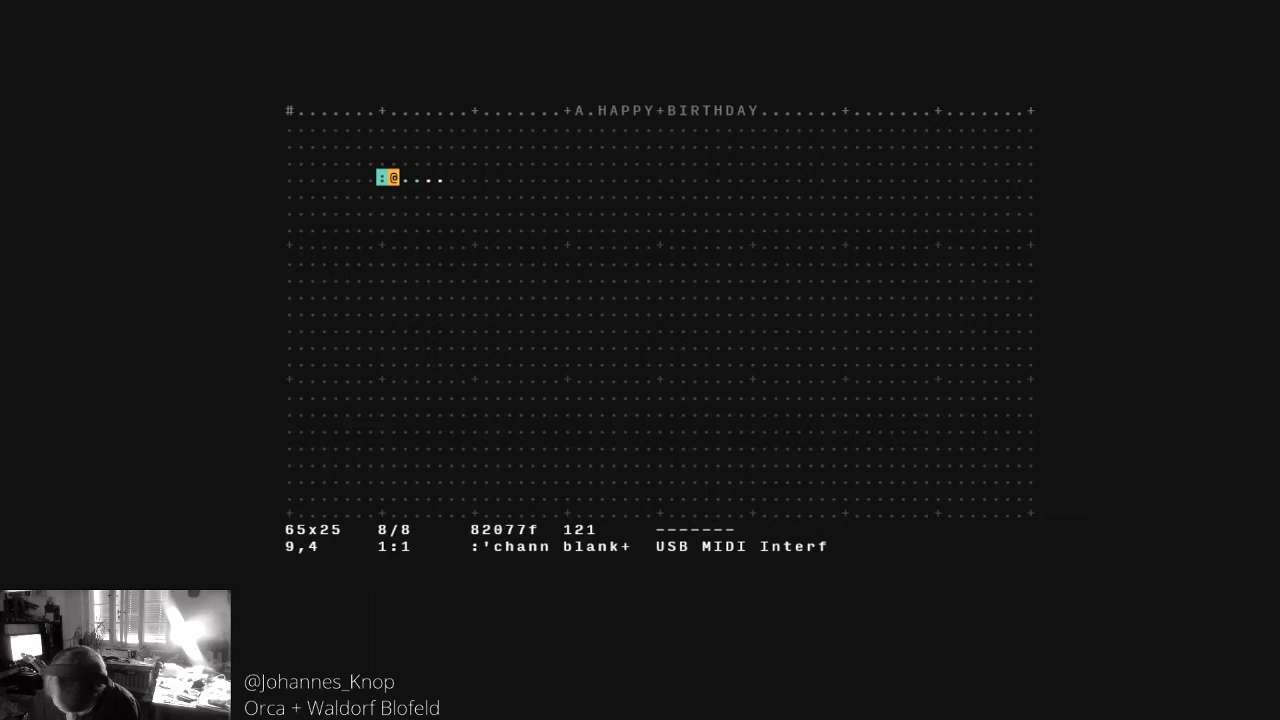 #.......+.......+.......+A.HAPPY+BIRTHDAY.......+.......+.......+
:@....
65x25 8/8 82077f 121 -------
9,4 1:1 :'chann blank+ USB MIDI Interf
@Johannes_Knop
Orca + Waldorf Blofeld